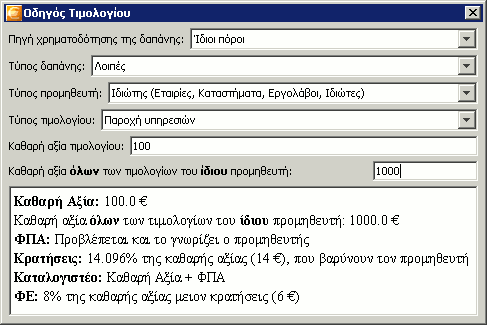 Οδηγός Τιμολογίου
Πηγή χρηματοδότησης της δαπάνης: Ίδιοι πόροι
Τύπος δαπάνης: Λοιπές
Τύπος προμηθευτή: Ιδιώτης (Εταιρίες, Καταστήματα, Εργολάβοι, Ιδιώτες)
Τύπος τιμολογίου: Παροχή υπηρεσιών
Καθαρή αξία τιμολογίου: 100
Καθαρή αξία όλων των τιμολογίων του ίδιου προμηθευτή: 1000
Καθαρή Αξία: 100.0 €
Καθαρή αξία όλων των τιμολογίων του ίδιου προμηθευτή: 1000.0 €
ΦΠΑ: Προβλέπεται και το γνωρίζει ο προμηθευτής
Κρατήσεις: 14.096% της καθαρής αξίας (14 €), που βαρύνουν τον προμηθευτή
Καταλογιστέο: Καθαρή Αξία + ΦΠΑ
ΦΕ: 8% της καθαρής αξίας μειον κρατήσεις (6 €)